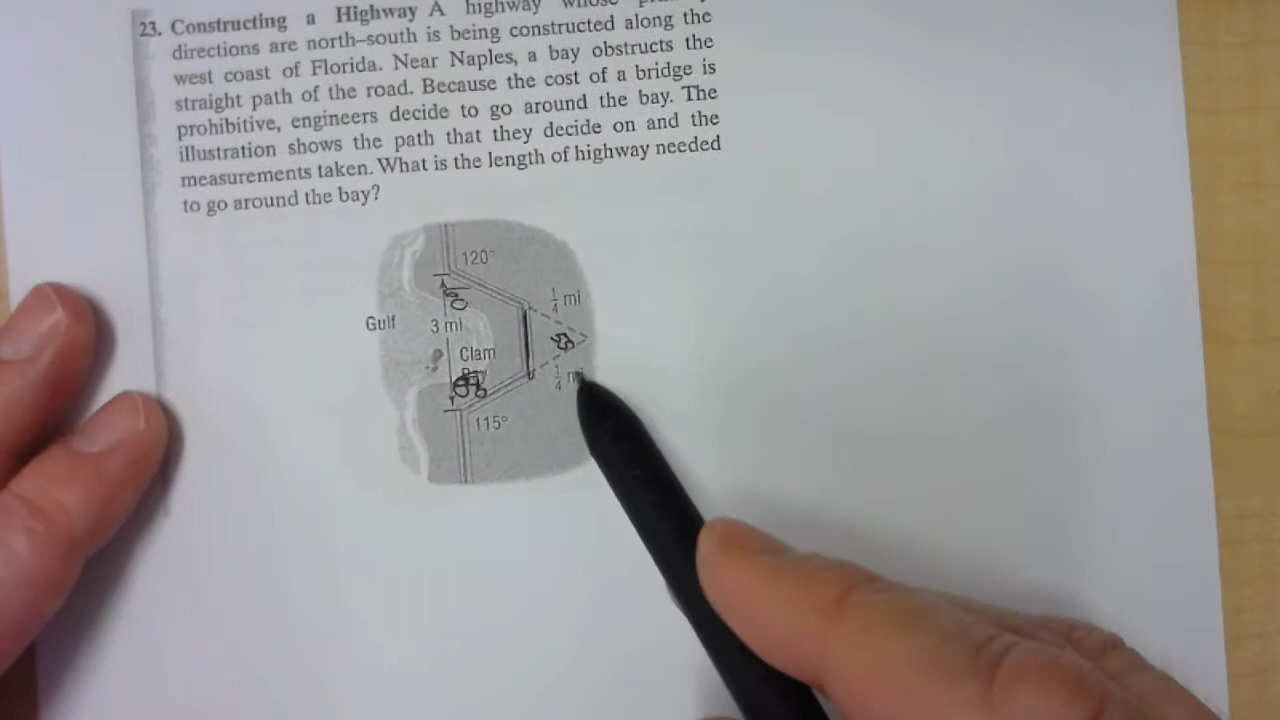 23. Constructing a Highway A highway whose
directions are north–south is being constructed along the
west coast of Florida. Near Naples, a bay obstructs the
straight path of the road. Because the cost of a bridge is
prohibitive, engineers decide to go around the bay. The
illustration shows the path that they decide on and the
measurements taken. What is the length of highway needed
to go around the bay?
120°
1/4 mi
60
Gulf
3 mi
Clam
1/4 mi
115°